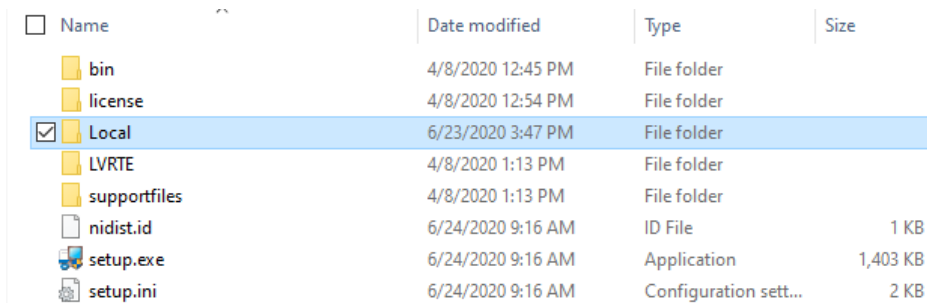 Name Date modified Type Size
bin 4/8/2020 12:45 PM File folder
license 4/8/2020 12:54 PM File folder
Local 6/23/2020 3:47 PM File folder
LVRTE 4/8/2020 1:13 PM File folder
supportfiles 4/8/2020 1:13 PM File folder
nidist.id 6/24/2020 9:16 AM ID File 1 KB
setup.exe 6/24/2020 9:16 AM Application 1,403 KB
setup.ini 6/24/2020 9:16 AM Configuration sett... 2 KB